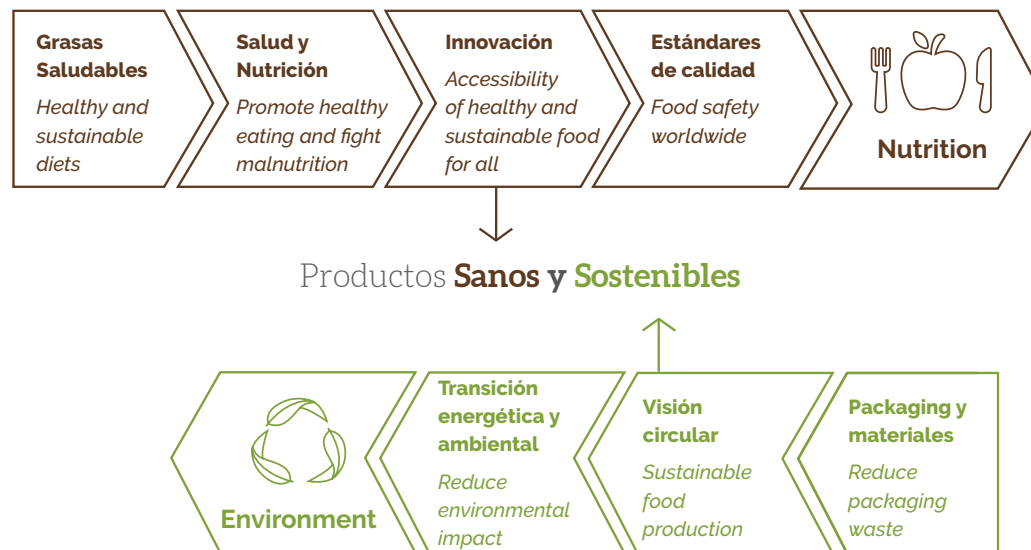 Grasas
Saludables
Healthy and
sustainable
diets
Salud y
Nutrición
Promote healthy
eating and fight
malnutrition
Innovación
Accessibility
of healthy and
sustainable food
for all
Estándares
de calidad
Food safety
worldwide
Nutrition
Productos Sanos y Sostenibles
Environment
Transición
energética y
ambiental
Reduce
environmental
impact
Visión
circular
Sustainable
food
production
Packaging y
materiales
Reduce
packaging
waste